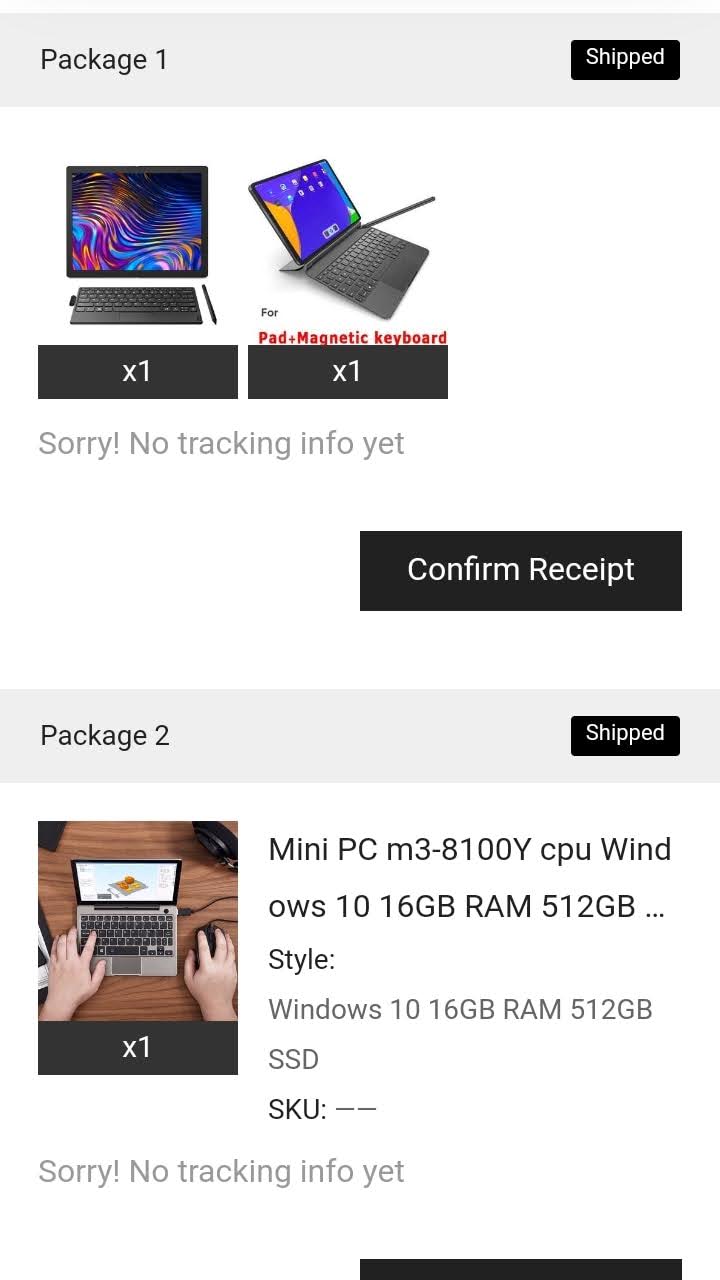 Package 1
Shipped
For
Pad+Magnetic keyboard
x1
x1
Sorry! No tracking info yet
Confirm Receipt
Package 2
Shipped
Mini PC m3-8100Y cpu Wind
ows 10 16GB RAM 512GB ...
Style:
Windows 10 16GB RAM 512GB
SSD
SKU: ——
x1
Sorry! No tracking info yet